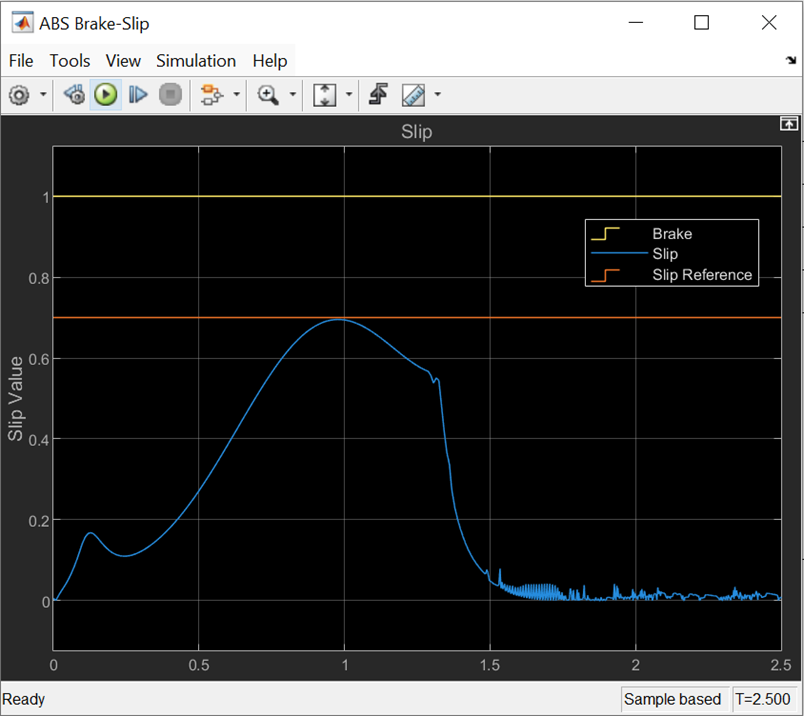 ABS Brake-Slip
File Tools View Simulation Help
Slip
Brake
Slip
Slip Reference
Slip Value
1
0.8
0.6
0.4
0.2
0
0 0.5 1 1.5 2 2.5
Ready Sample based T=2.500